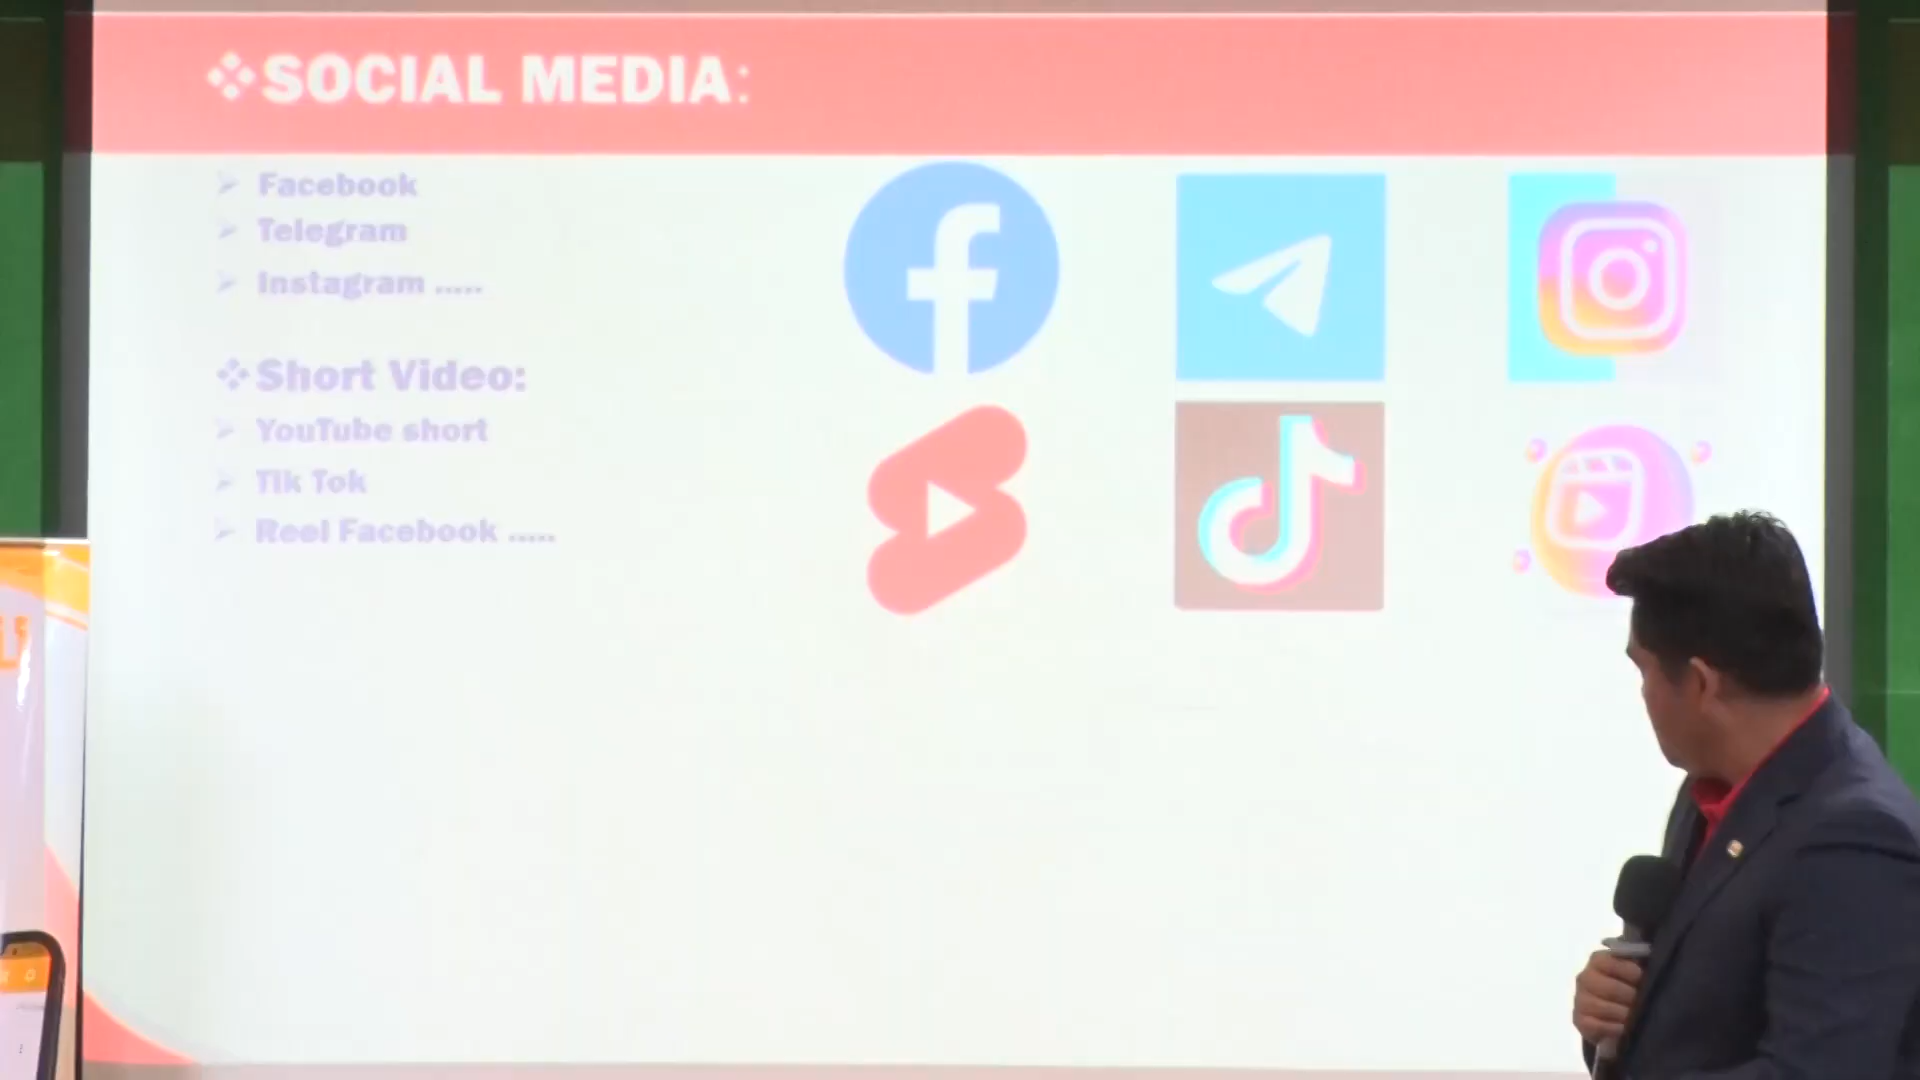 ❖SOCIAL MEDIA:
➢ Facebook
➢ Telegram
➢ Instagram .....
❖Short Video:
➢ YouTube short
➢ Tik Tok
➢ Reel Facebook .....